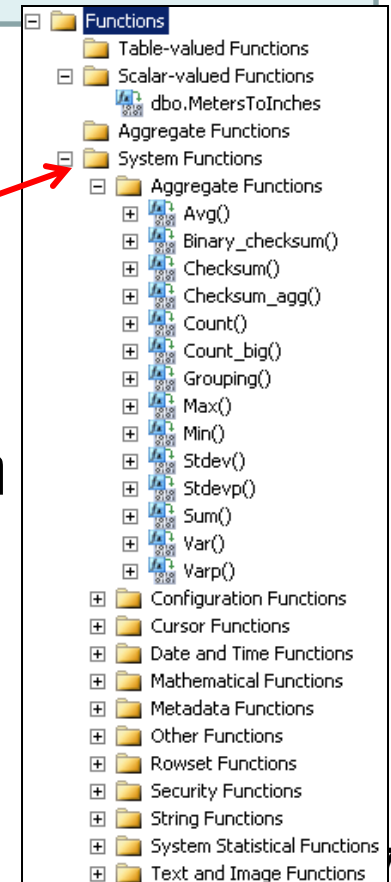 Functions
Table-valued Functions
Scalar-valued Functions
dbo.MetersToInches
Aggregate Functions
System Functions
Aggregate Functions
Avg()
Binary_checksum()
Checksum()
Checksum_agg()
Count()
Count_big()
Grouping()
Max()
Min()
Stdev()
Stdevp()
Sum()
Var()
Varp()
Configuration Functions
Cursor Functions
Date and Time Functions
Mathematical Functions
Metadata Functions
Other Functions
Rowset Functions
Security Functions
String Functions
System Statistical Functions
Text and Image Functions